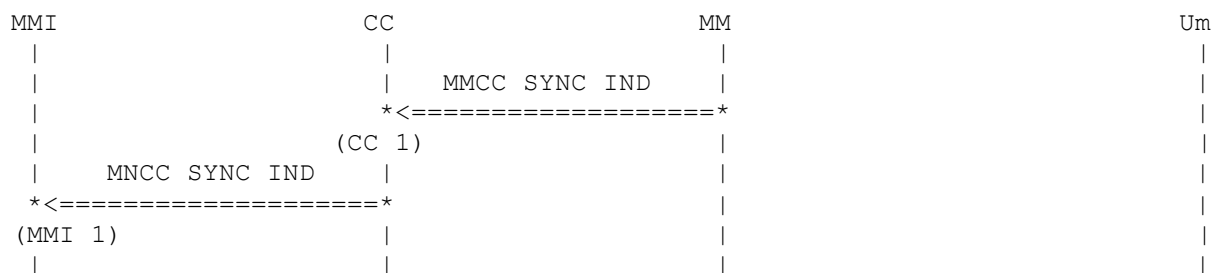 MMI CC MM Um
| | | |
| | MMCC SYNC IND | |
| *<====================* |
| (CC 1) | |
| MNCC SYNC IND | | |
*<====================* | |
(MMI 1) | | |
| | | |